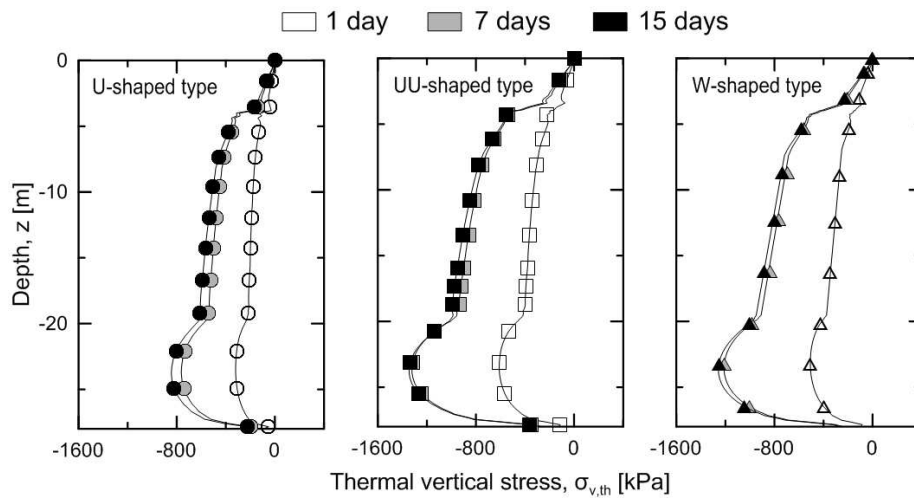 1 day 7 days 15 days
U-shaped type UU-shaped type W-shaped type
0
-10
-20
Depth, z [m]
-1600 -800 0 -1600 -800 0 -1600 -800 0
Thermal vertical stress, σv,th [kPa]